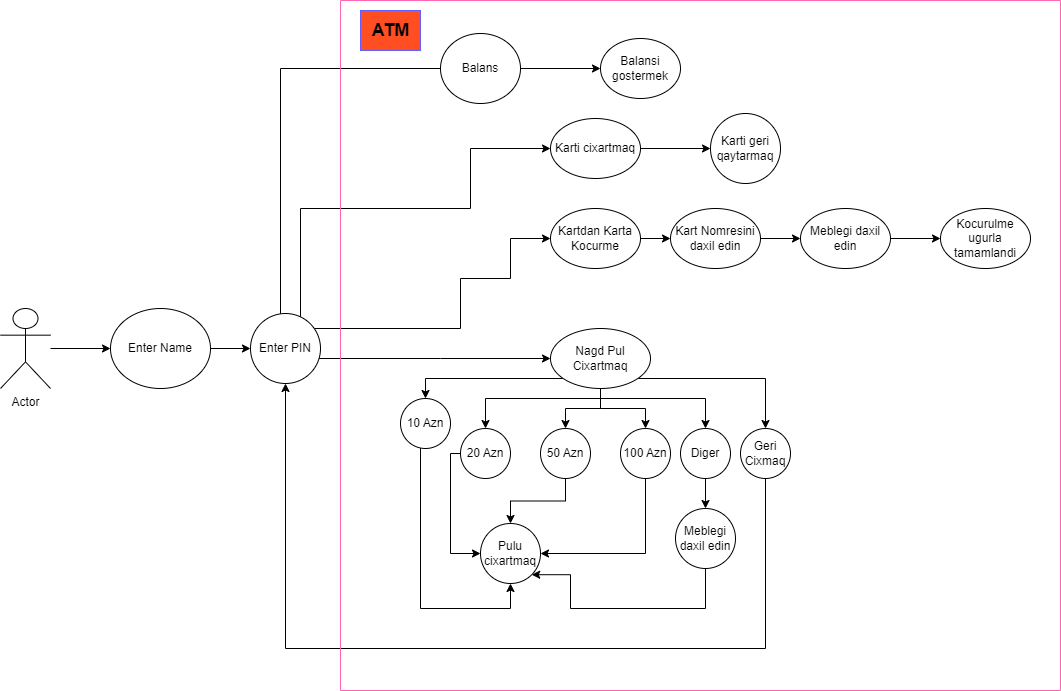 ATM
Balans
Balansi
gostermek
Karti cixartmaq
Karti geri
qaytarmaq
Kartdan Karta
Kocurme
Kart Nomresini
daxil edin
Meblegi daxil
edin
Kocurulme
ugurla
tamamlandi
Actor
Enter Name
Enter PIN
Nagd Pul
Cixartmaq
10 Azn
20 Azn
50 Azn
100 Azn
Diger
Geri
Cixmaq
Pulu
cixartmaq
Meblegi
daxil edin